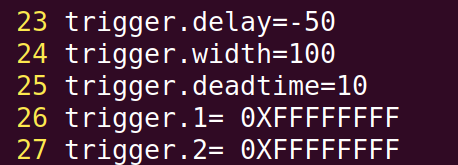 23 trigger.delay=-50
24 trigger.width=100
25 trigger.deadtime=10
26 trigger.1= 0XFFFFFFFF
27 trigger.2= 0XFFFFFFFF